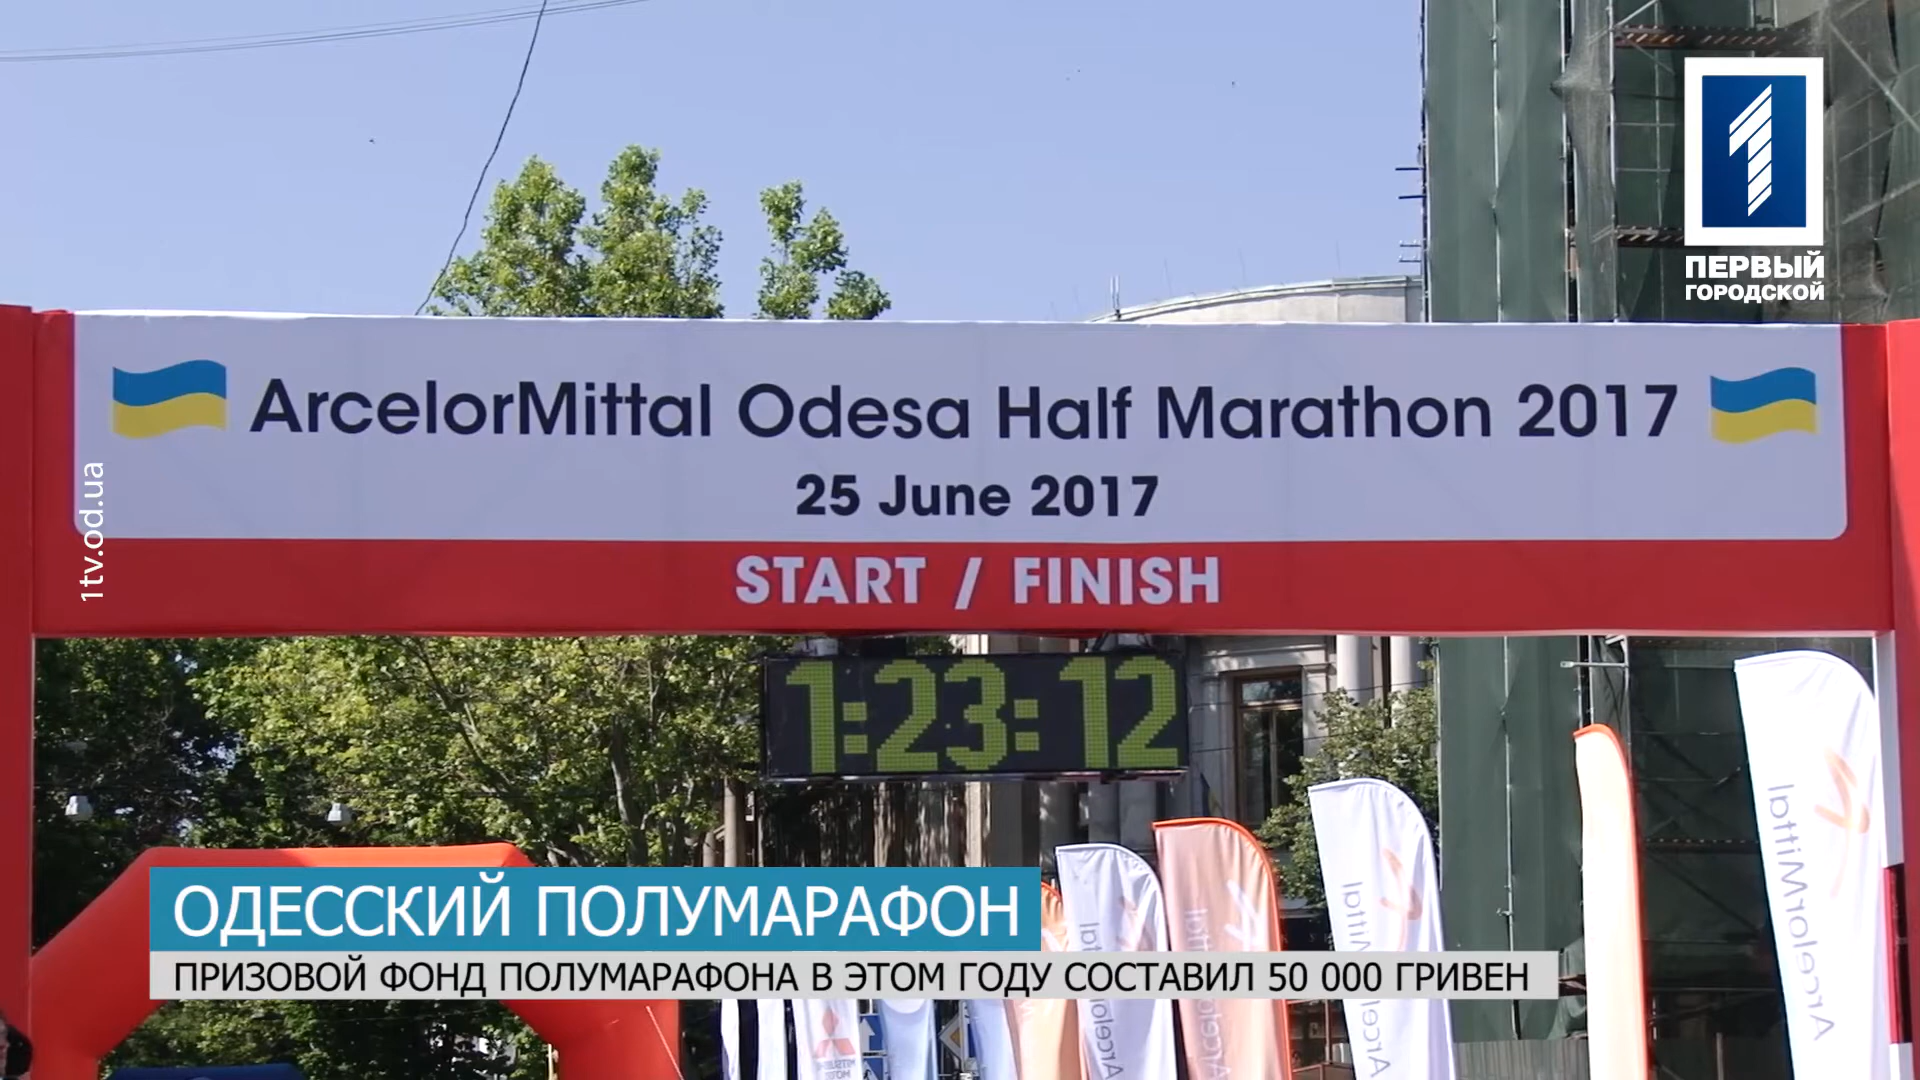 ПЕРВЫЙ
ГОРОДСКОЙ
ArcelorMittal Odesa Half Marathon 2017
25 June 2017
START / FINISH
1tv.od.ua
1:23:12
ArcelorMittal
ОДЕССКИЙ ПОЛУМАРАФОН
ПРИЗОВОЙ ФОНД ПОЛУМАРАФОНА В ЭТОМ ГОДУ СОСТАВИЛ 50 000 ГРИВЕН